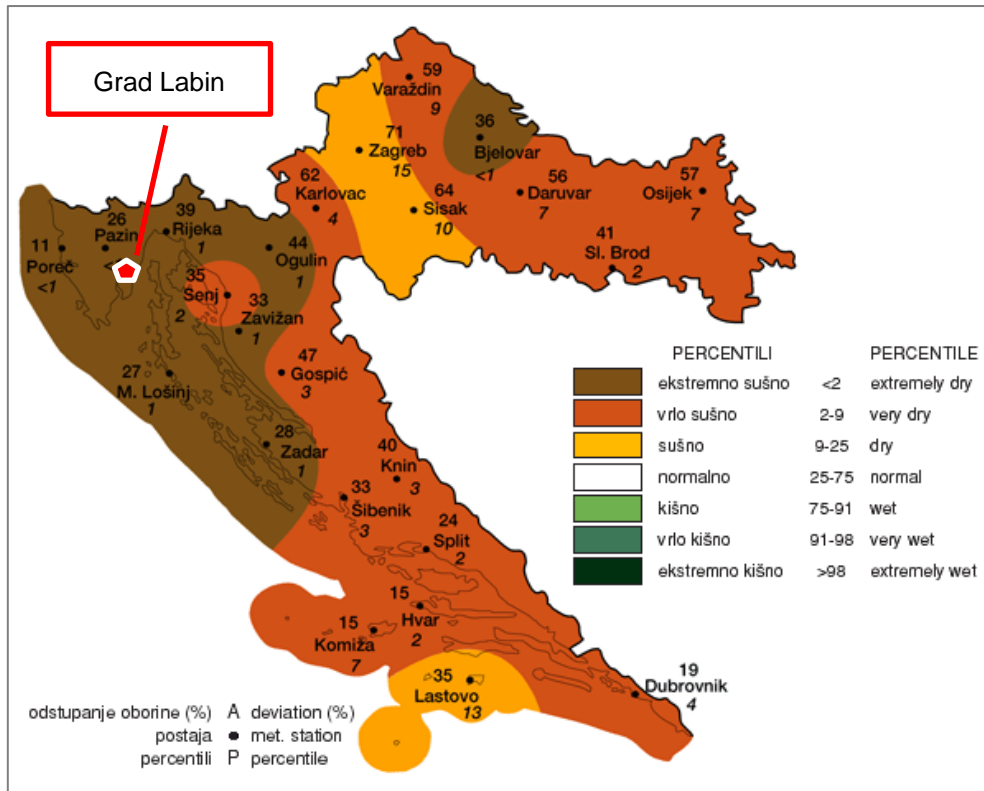 Grad Labin
59
Varaždin
9
36
Bjelovar
<1
71
Zagreb
15
62
Karlovac
4
64
Sisak
10
56
Daruvar
7
57
Osijek
7
41
Sl. Brod
2
39
Rijeka
1
26
Pazin
11
Poreč
<1
44
Ogulin
1
35
Senj
2
33
Zavižan
1
47
Gospić
3
27
M. Lošinj
1
28
Zadar
1
40
Knin
3
33
Šibenik
3
24
Split
2
15
Hvar
2
15
Komiža
7
35
Lastovo
13
19
Dubrovnik
4
PERCENTILI PERCENTILE
ekstremno sušno <2 extremely dry
vrlo sušno 2-9 very dry
sušno 9-25 dry
normalno 25-75 normal
kišno 75-91 wet
vrlo kišno 91-98 very wet
ekstremno kišno >98 extremely wet
odstupanje oborine (%) A deviation (%)
postaja met. station
percentili P percentile